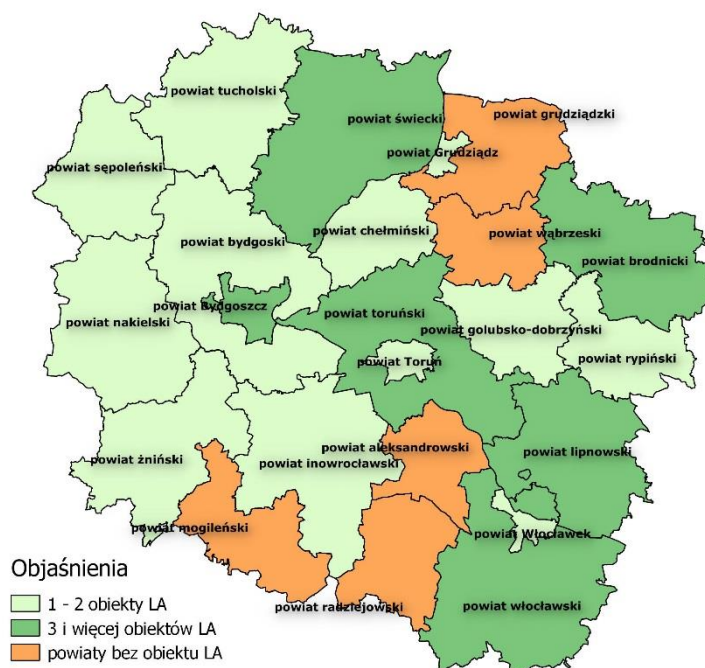 powiat tucholski
powiat świecki
powiat grudziądzki
powiat Grudziądz
powiat sępoleński
powiat bydgoski
powiat chełmiński
powiat wąbrzeski
powiat brodnicki
powiat Bydgoszcz
powiat nakielski
powiat toruński
powiat golubsko-dobrzyński
powiat Toruń
powiat rypiński
powiat aleksandrowski
powiat lipnowski
powiat żniński
powiat inowrocławski
powiat mogileński
powiat Włocławek
powiat radziejowski
powiat włocławski
Objaśnienia
1 - 2 obiekty LA
3 i więcej obiektów LA
powiaty bez obiektu LA